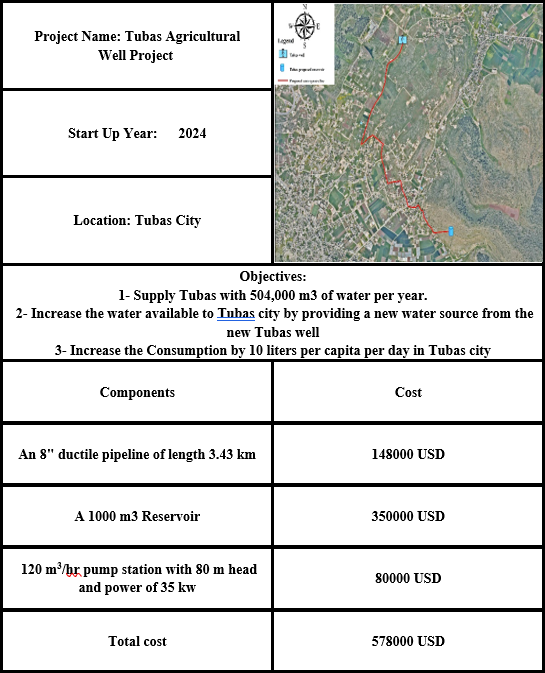 Project Name: Tubas Agricultural
Well Project
N
E
S
Legend
Start Up Year: 2024
Location: Tubas City
Objectives:
1- Supply Tubas with 504,000 m3 of water per year.
2- Increase the water available to Tubas city by providing a new water source from the
new Tubas well
3- Increase the Consumption by 10 liters per capita per day in Tubas city
Components
Cost
An 8" ductile pipeline of length 3.43 km
148000 USD
A 1000 m3 Reservoir
350000 USD
120 m³/hr pump station with 80 m head
and power of 35 kw
80000 USD
Total cost
578000 USD